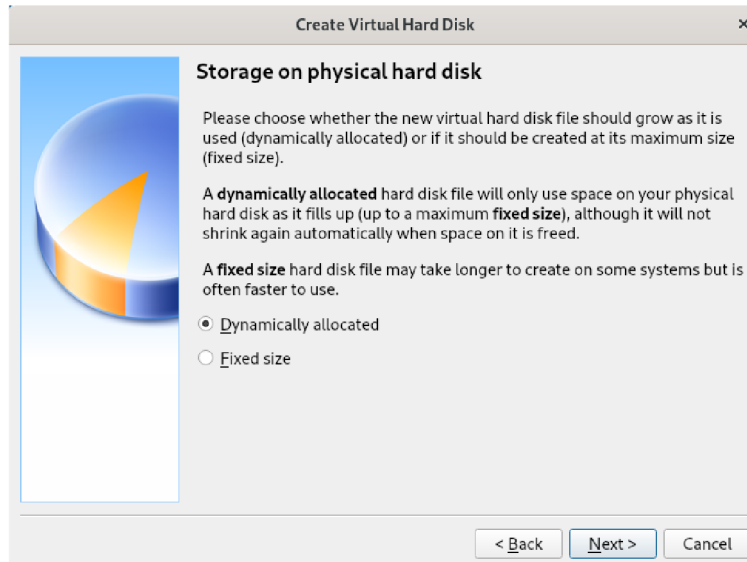 Create Virtual Hard Disk ×
Storage on physical hard disk
Please choose whether the new virtual hard disk file should grow as it is
used (dynamically allocated) or if it should be created at its maximum size
(fixed size).
A dynamically allocated hard disk file will only use space on your physical
hard disk as it fills up (up to a maximum fixed size), although it will not
shrink again automatically when space on it is freed.
A fixed size hard disk file may take longer to create on some systems but is
often faster to use.
Dynamically allocated
Fixed size
< Back Next > Cancel